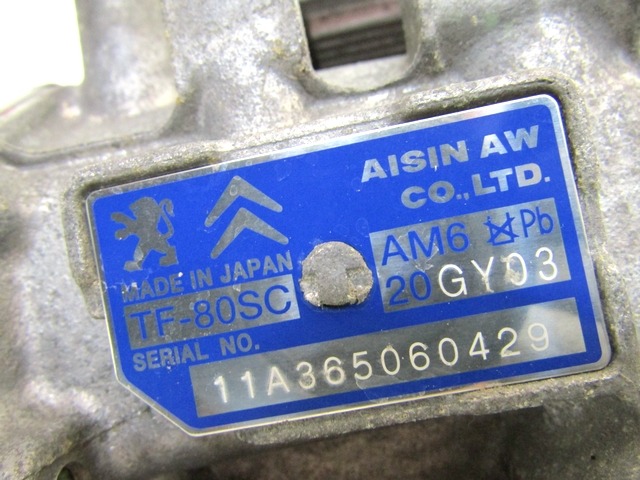 AISIN AW
CO.,LTD.
MADE IN JAPAN
TF-80SC
AM6 Pb
20GY03
SERIAL NO.
11A365060429